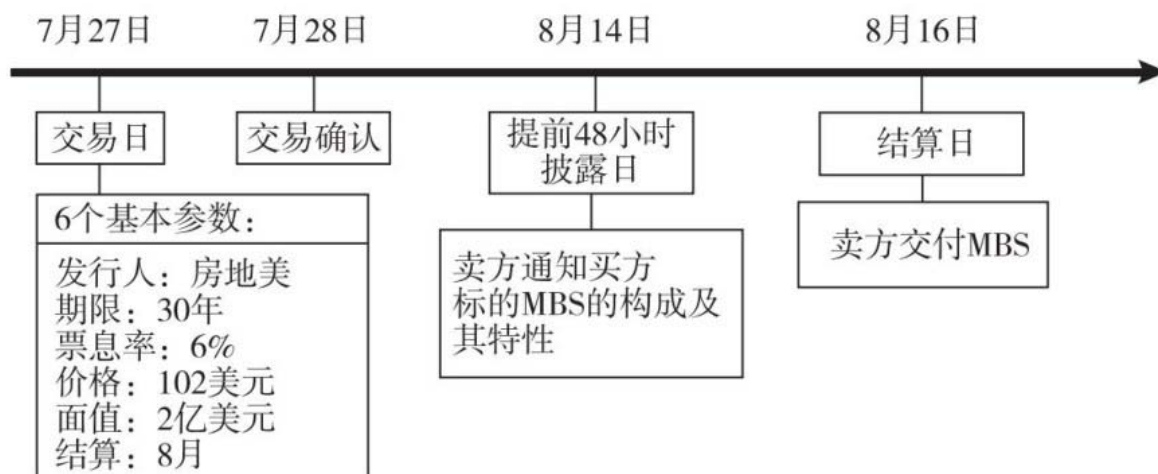 7月27日
7月28日
8月14日
8月16日
交易日
交易确认
提前48小时
披露日
结算日
6个基本参数：
发行人：房地美
期限：30年
票息率：6%
价格：102美元
面值：2亿美元
结算：8月
卖方通知买方
标的MBS的构成及
其特性
卖方交付MBS